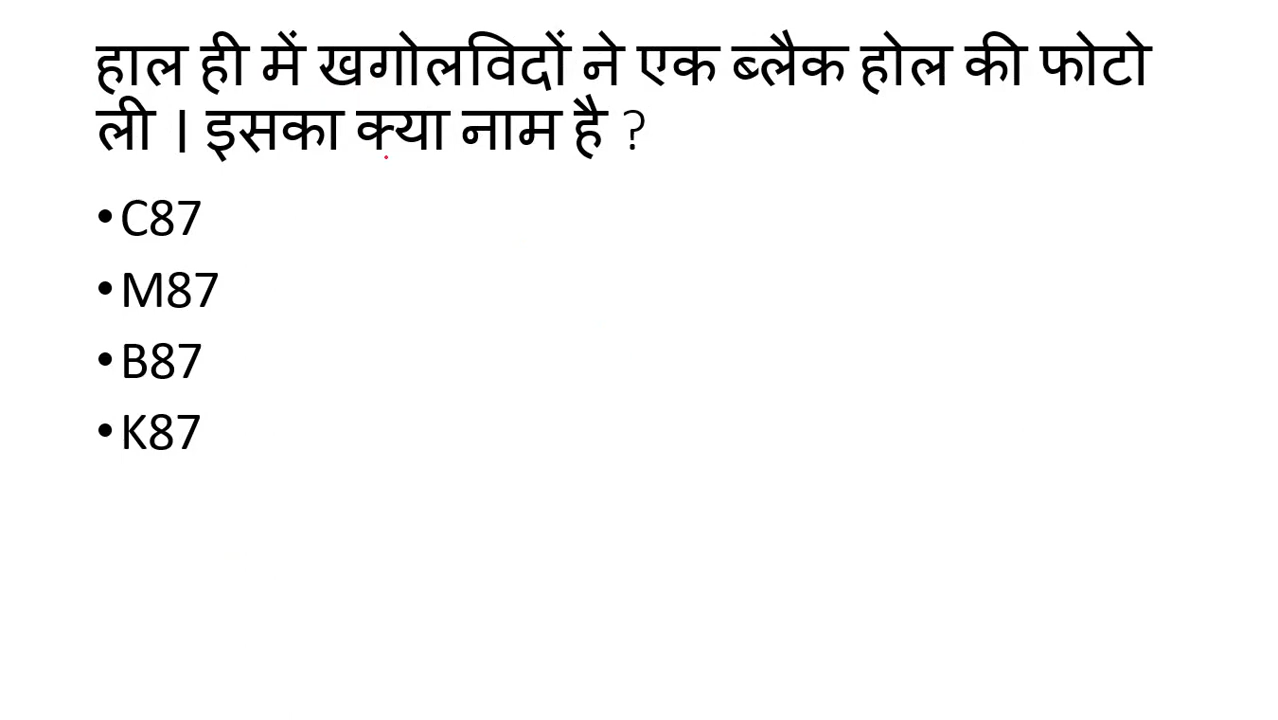 हाल ही में खगोलविदों ने एक ब्लैक होल की फोटो
ली । इसका क्या नाम है ?
•C87
•M87
•B87
•K87